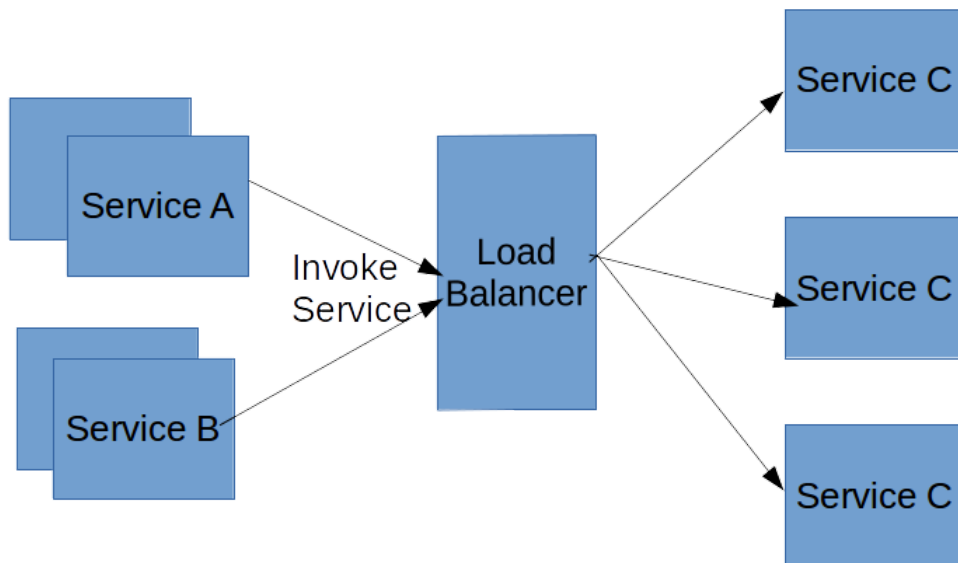 Service A
Service B
Invoke
Service
Load
Balancer
Service C
Service C
Service C